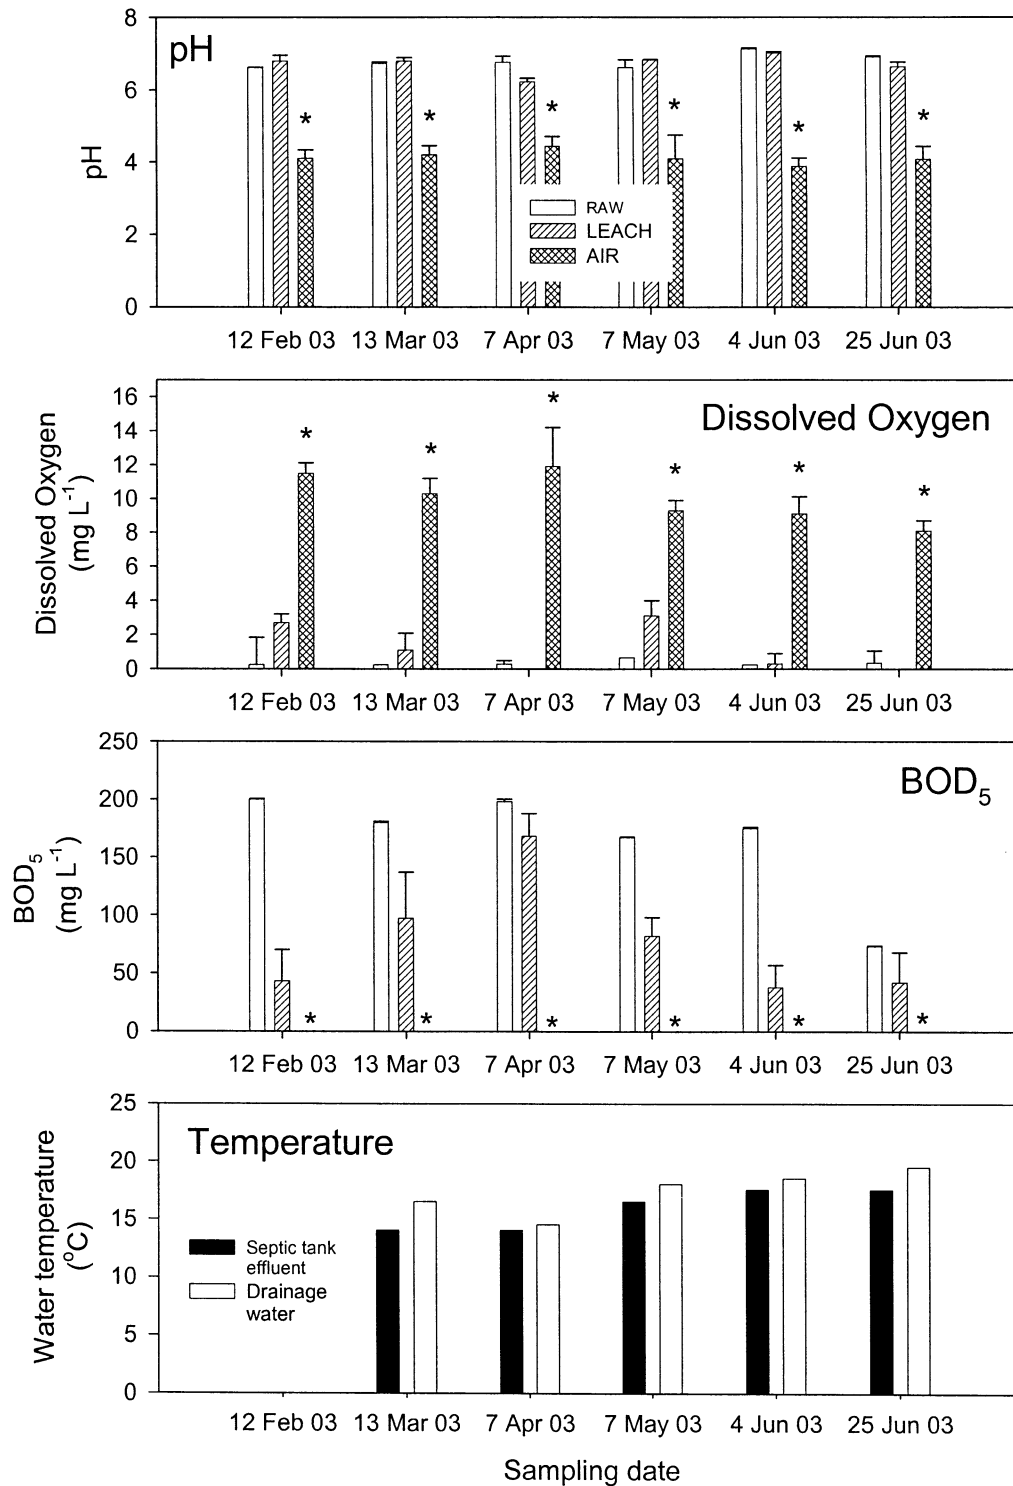 pH
8
6
4
2
0
pH
*
*
*
*
*
*
RAW
LEACH
AIR
12 Feb 03 13 Mar 03 7 Apr 03 7 May 03 4 Jun 03 25 Jun 03
Dissolved Oxygen
Dissolved Oxygen
(mg L-1)
16
14
12
10
8
6
4
2
0
*
*
*
*
*
*
12 Feb 03 13 Mar 03 7 Apr 03 7 May 03 4 Jun 03 25 Jun 03
BOD5
BOD5
(mg L-1)
250
200
150
100
50
0
* * * * * *
12 Feb 03 13 Mar 03 7 Apr 03 7 May 03 4 Jun 03 25 Jun 03
Temperature
Water temperature
(oC)
25
20
15
10
5
0
Septic tank
effluent
Drainage
water
12 Feb 03 13 Mar 03 7 Apr 03 7 May 03 4 Jun 03 25 Jun 03
Sampling date